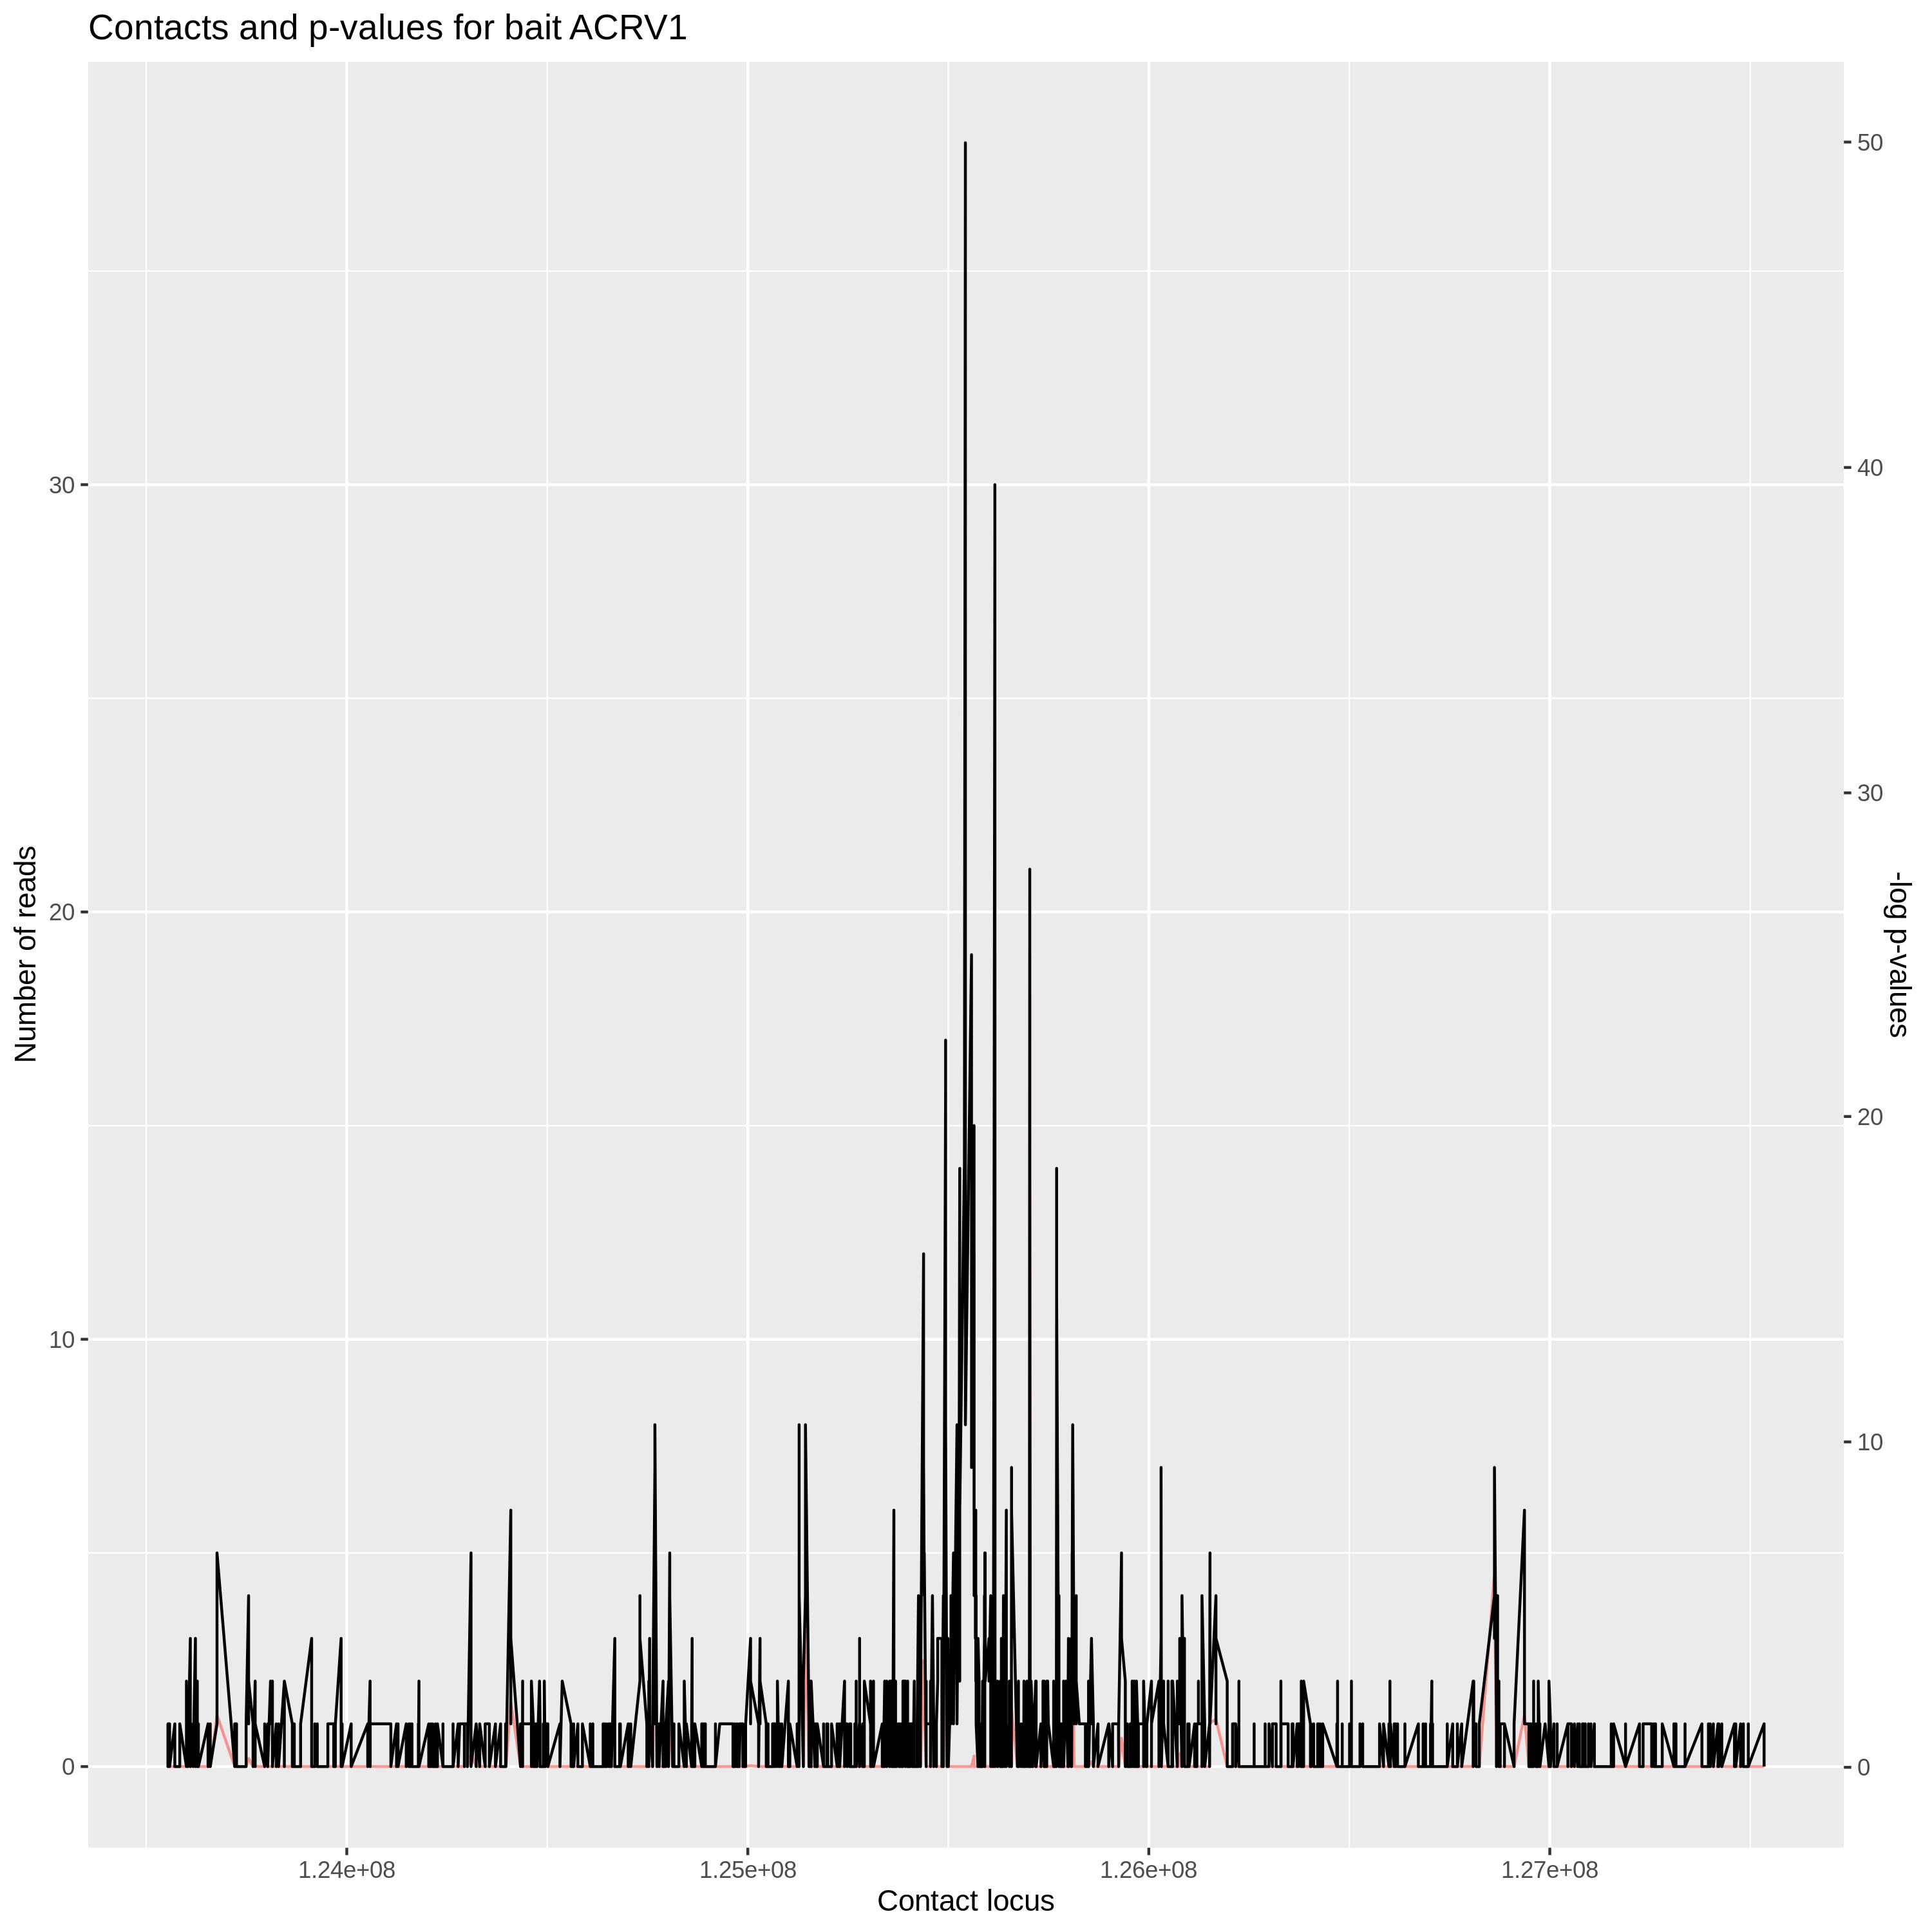 Contacts and p-values for bait ACRV1
50
40
30
20
10
0
30
20
10
0
Number of reads
-log p-values
1.24e+08 1.25e+08 1.26e+08 1.27e+08
Contact locus